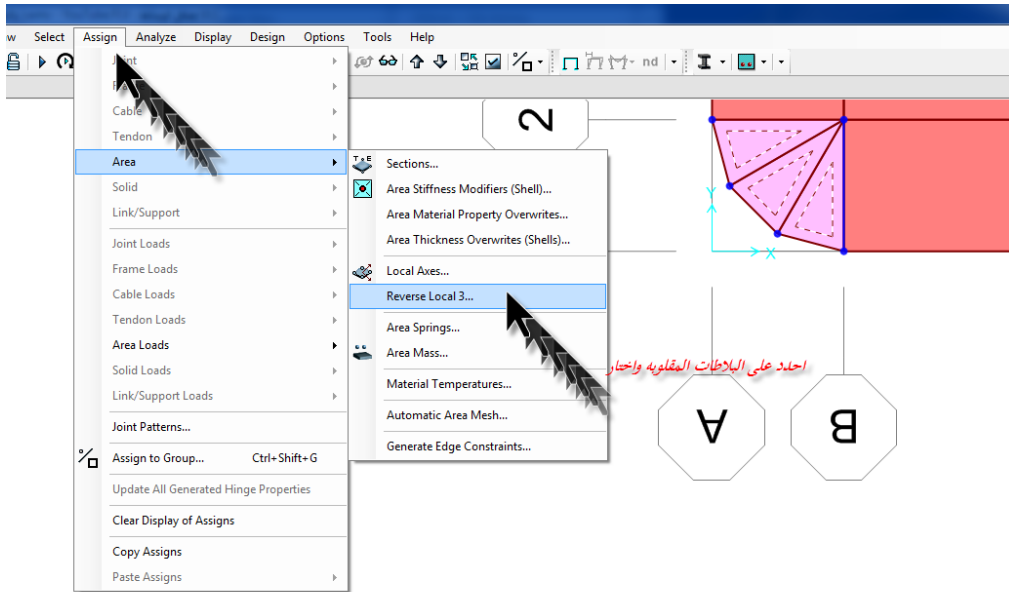 Select Assign Analyze Display Design Options Tools Help
nd
Joint
Cable
Tendon
Area
Solid
Link/Support
Joint Loads
Frame Loads
Cable Loads
Tendon Loads
Area Loads
Solid Loads
Link/Support Loads
Joint Patterns...
Assign to Group... Ctrl+Shift+G
Update All Generated Hinge Properties
Clear Display of Assigns
Copy Assigns
Paste Assigns
Sections...
Area Stiffness Modifiers (Shell)...
Area Material Property Overwrites...
Area Thickness Overwrites (Shells)...
Local Axes...
Reverse Local 3...
Area Springs...
Area Mass...
Material Temperatures...
Automatic Area Mesh...
Generate Edge Constraints...
2
Y
X
احدد على البلاطات المقلوبه واختار
A
B